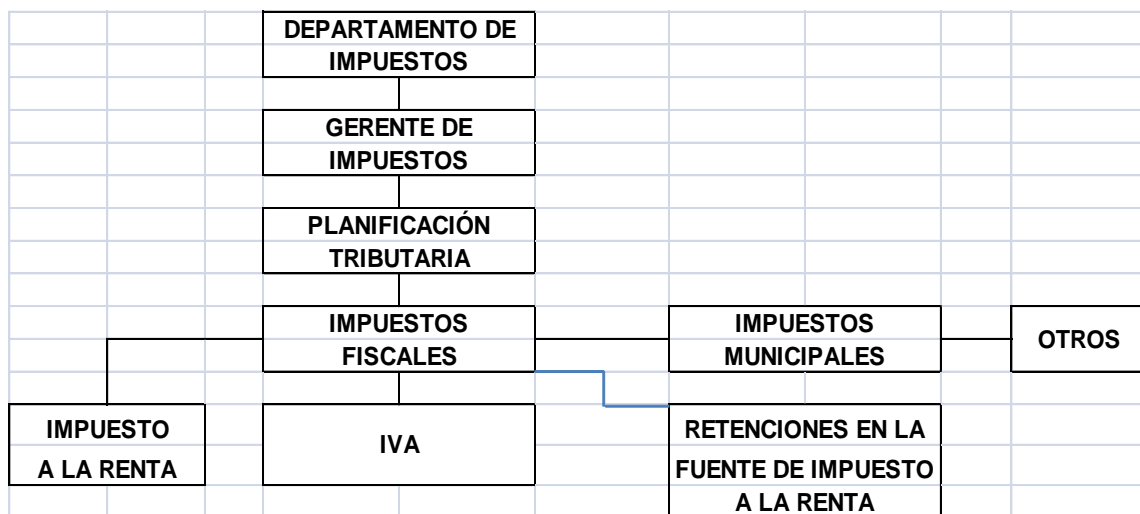 DEPARTAMENTO DE
IMPUESTOS
GERENTE DE
IMPUESTOS
PLANIFICACIÓN
TRIBUTARIA
IMPUESTOS
FISCALES
IMPUESTOS
MUNICIPALES
OTROS
IMPUESTO
A LA RENTA
IVA
RETENCIONES EN LA
FUENTE DE IMPUESTO
A LA RENTA